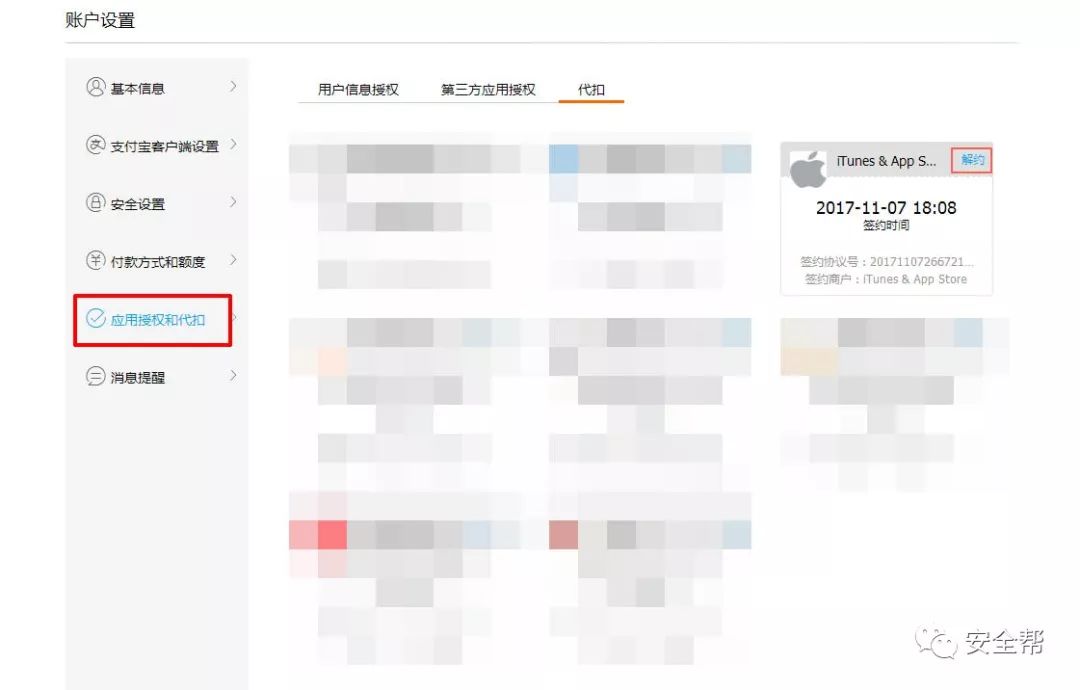 账户设置
基本信息
支付宝客户端设置
安全设置
付款方式和额度
应用授权和代扣
消息提醒
用户信息授权 第三方应用授权 代扣
iTunes & App S... 解约
2017-11-07 18:08
签约时间
签约协议号：20171107266721...
签约商户：iTunes & App Store
安全帮